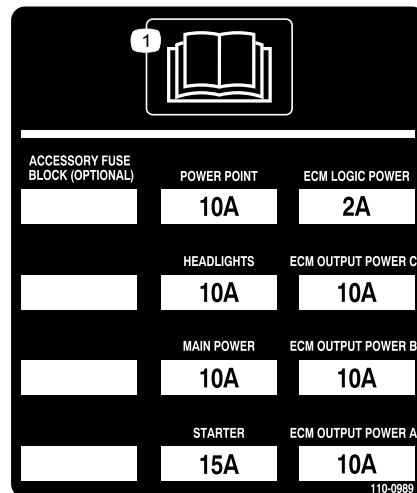 1
ACCESSORY FUSE
BLOCK (OPTIONAL)
POWER POINT
ECM LOGIC POWER
10A
2A
HEADLIGHTS
ECM OUTPUT POWER C
10A
10A
MAIN POWER
ECM OUTPUT POWER B
10A
10A
STARTER
ECM OUTPUT POWER A
15A
10A
110-0989